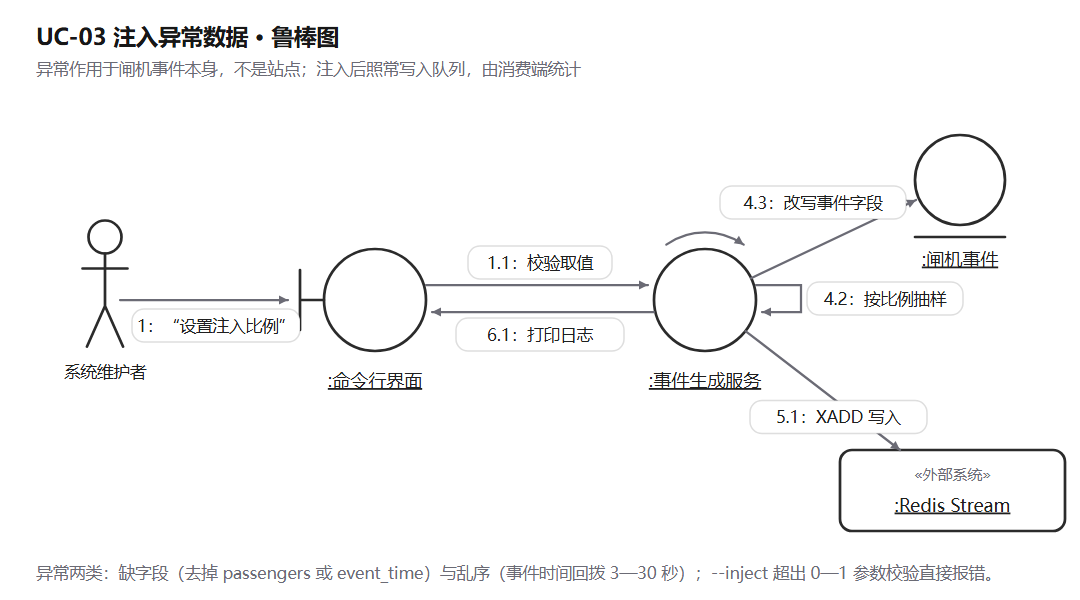 UC-03 注入异常数据 • 鲁棒图
异常作用于闸机事件本身，不是站点；注入后照常写入队列，由消费端统计
4.3：改写事件字段
:闸机事件
1.1：校验取值
4.2：按比例抽样
1：“设置注入比例”
6.1：打印日志
系统维护者
:命令行界面
:事件生成服务
5.1：XADD 写入
«外部系统»
:Redis Stream
异常两类：缺字段（去掉 passengers 或 event_time）与乱序（事件时间回拨 3—30 秒）；--inject 超出 0—1 参数校验直接报错。